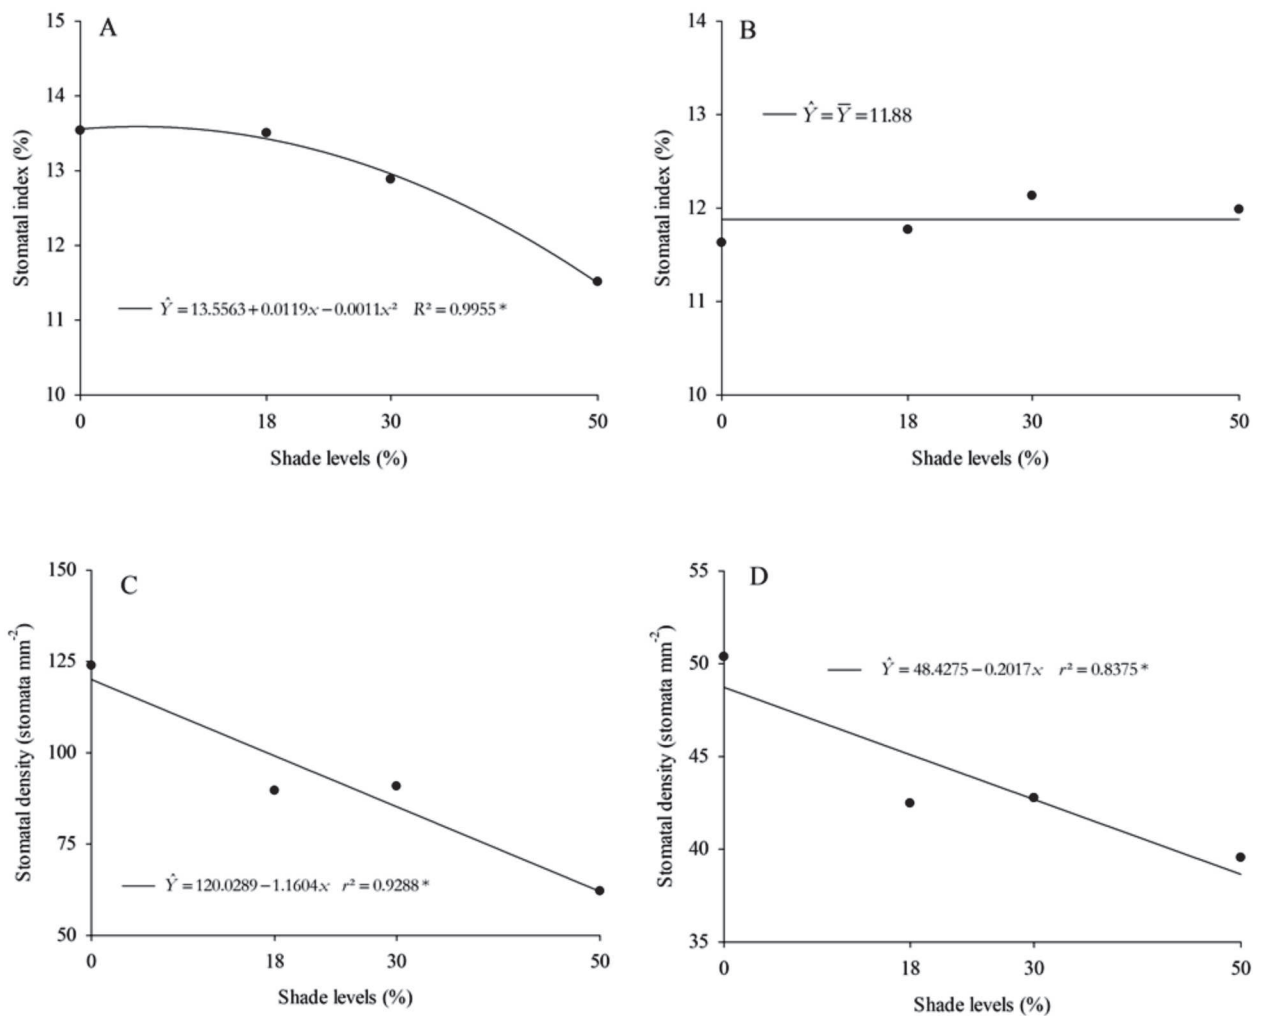 A
15
14
13
12
11
10
Stomatal index (%)
Ŷ = 13.5563 + 0.0119x − 0.0011x² R² = 0.9955 *
0 18 30 50
Shade levels (%)
B
14
13
12
11
10
Stomatal index (%)
Ŷ = Y̅ = 11.88
0 18 30 50
Shade levels (%)
C
150
125
100
75
50
Stomatal density (stomata mm⁻²)
Ŷ = 120.0289 − 1.1604x r² = 0.9288 *
0 18 30 50
Shade levels (%)
D
55
50
45
40
35
Stomatal density (stomata mm⁻²)
Ŷ = 48.4275 − 0.2017x r² = 0.8375 *
0 18 30 50
Shade levels (%)